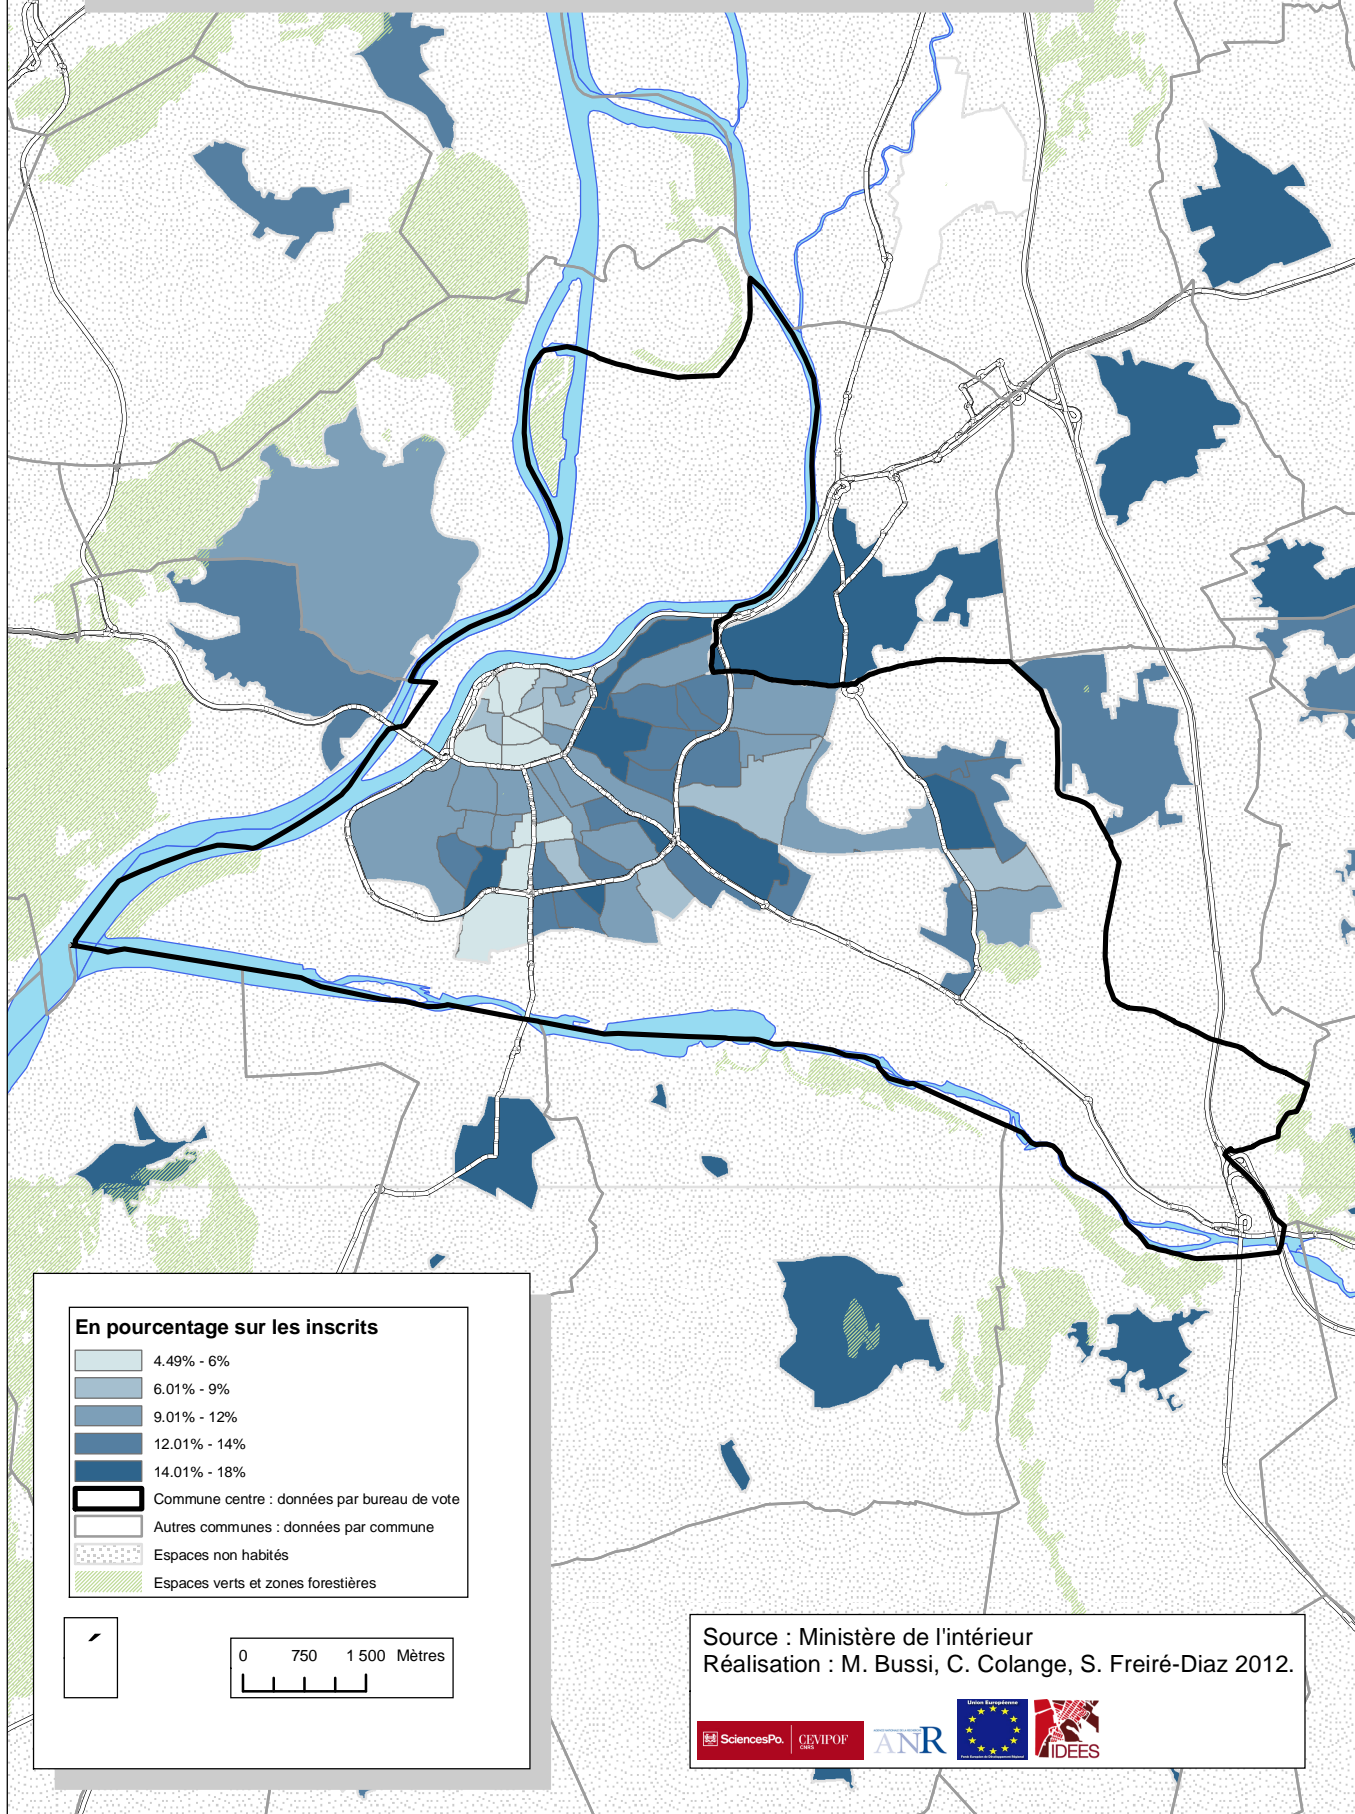 En pourcentage sur les inscrits
4.49% - 6%
6.01% - 9%
9.01% - 12%
12.01% - 14%
14.01% - 18%
Commune centre : données par bureau de vote
Autres communes : données par commune
Espaces non habités
Espaces verts et zones forestières
0 750 1 500 Mètres
Source : Ministère de l'intérieur
Réalisation : M. Bussi, C. Colange, S. Freiré-Diaz 2012.
SciencesPo. CEVIPOF
CNRS
ANR
Union Européenne
IDEES